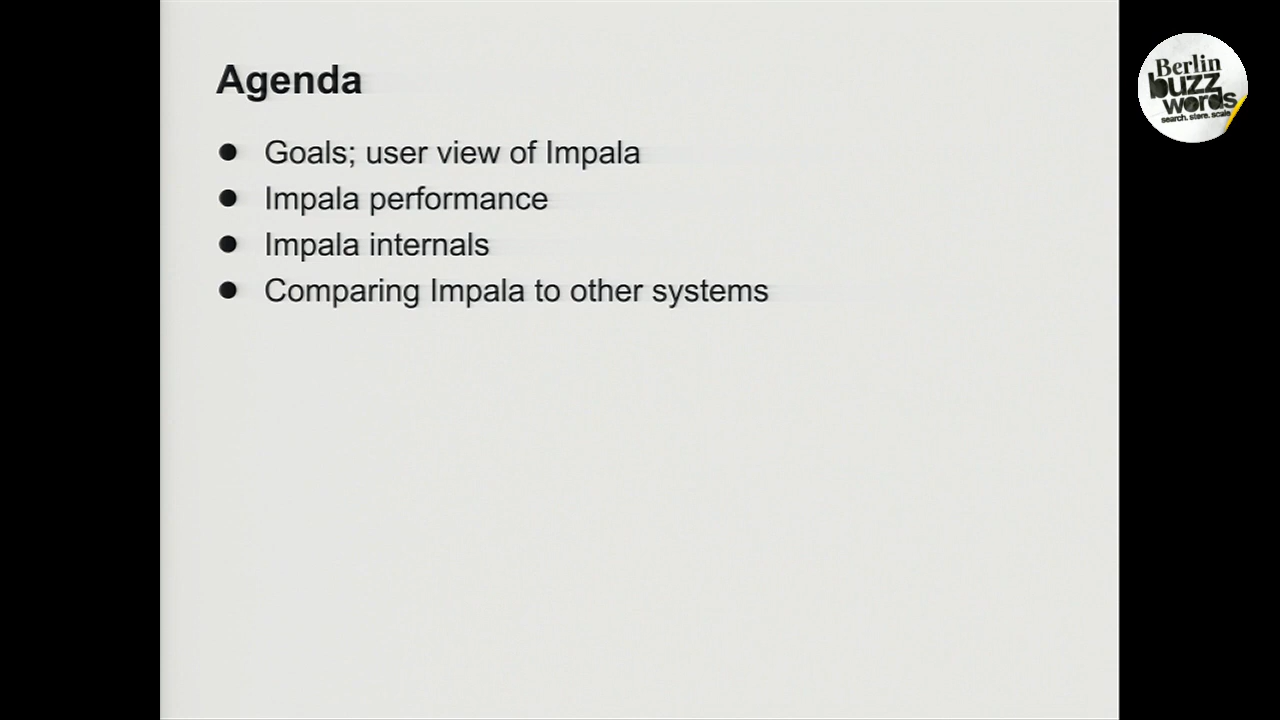 Agenda
● Goals; user view of Impala
● Impala performance
● Impala internals
● Comparing Impala to other systems
Berlin
buzz
words
search. store. scale